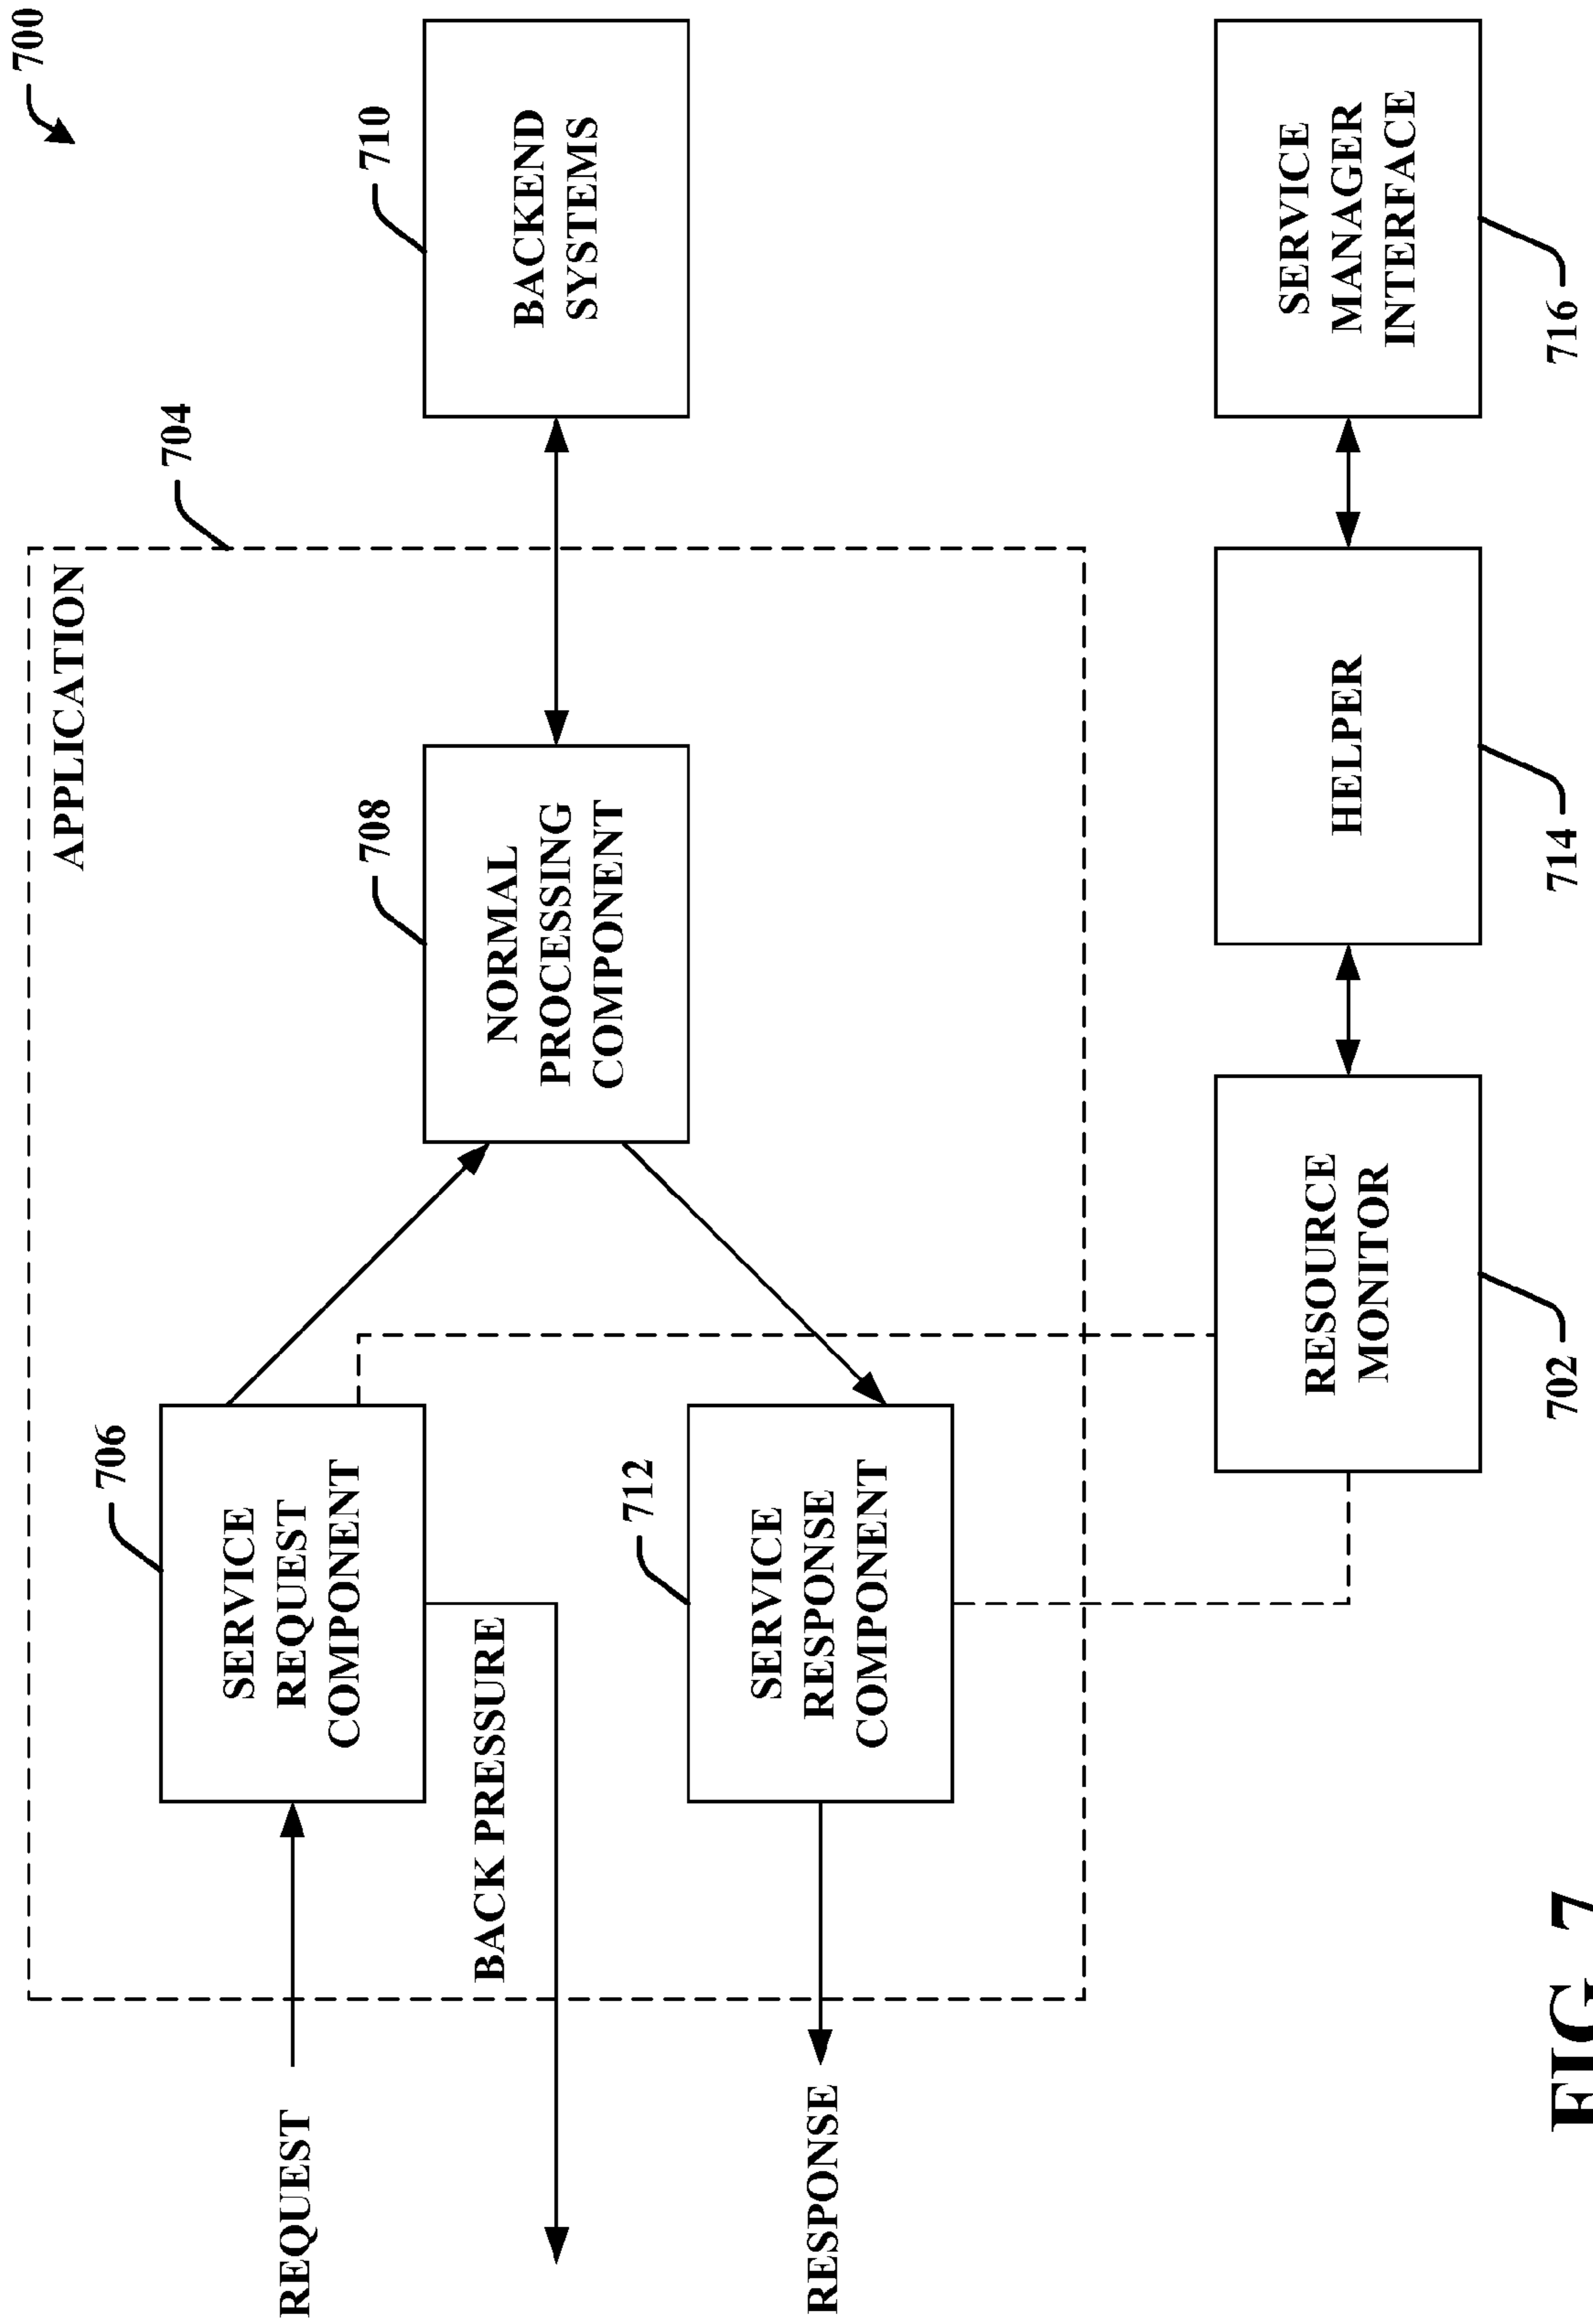 700
APPLICATION
704
706
SERVICE
REQUEST
COMPONENT
REQUEST
708
NORMAL
PROCESSING
COMPONENT
710
BACKEND
SYSTEMS
BACK PRESSURE
712
SERVICE
RESPONSE
COMPONENT
RESPONSE
RESOURCE
MONITOR
702
HELPER
714
SERVICE
MANAGER
INTERFACE
716
FIG. 7